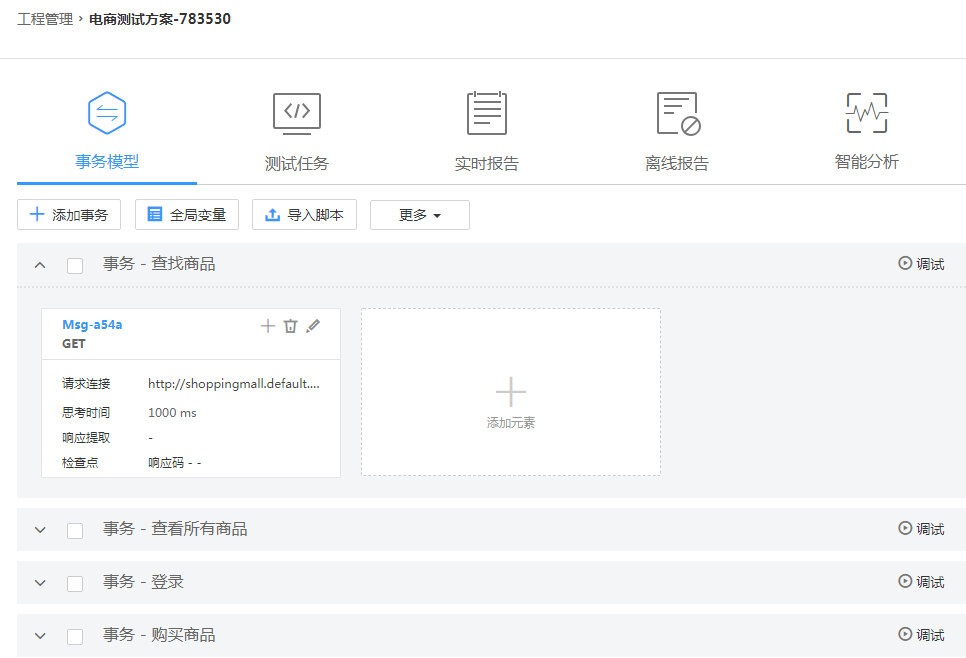 工程管理 › 电商测试方案-783530
事务模型 测试任务 实时报告 离线报告 智能分析
添加事务 全局变量 导入脚本 更多
事务 - 查找商品 调试
Msg-a54a
GET
请求连接 http://shoppingmall.default....
思考时间 1000 ms
响应提取 -
检查点 响应码 - -
添加元素
事务 - 查看所有商品 调试
事务 - 登录 调试
事务 - 购买商品 调试